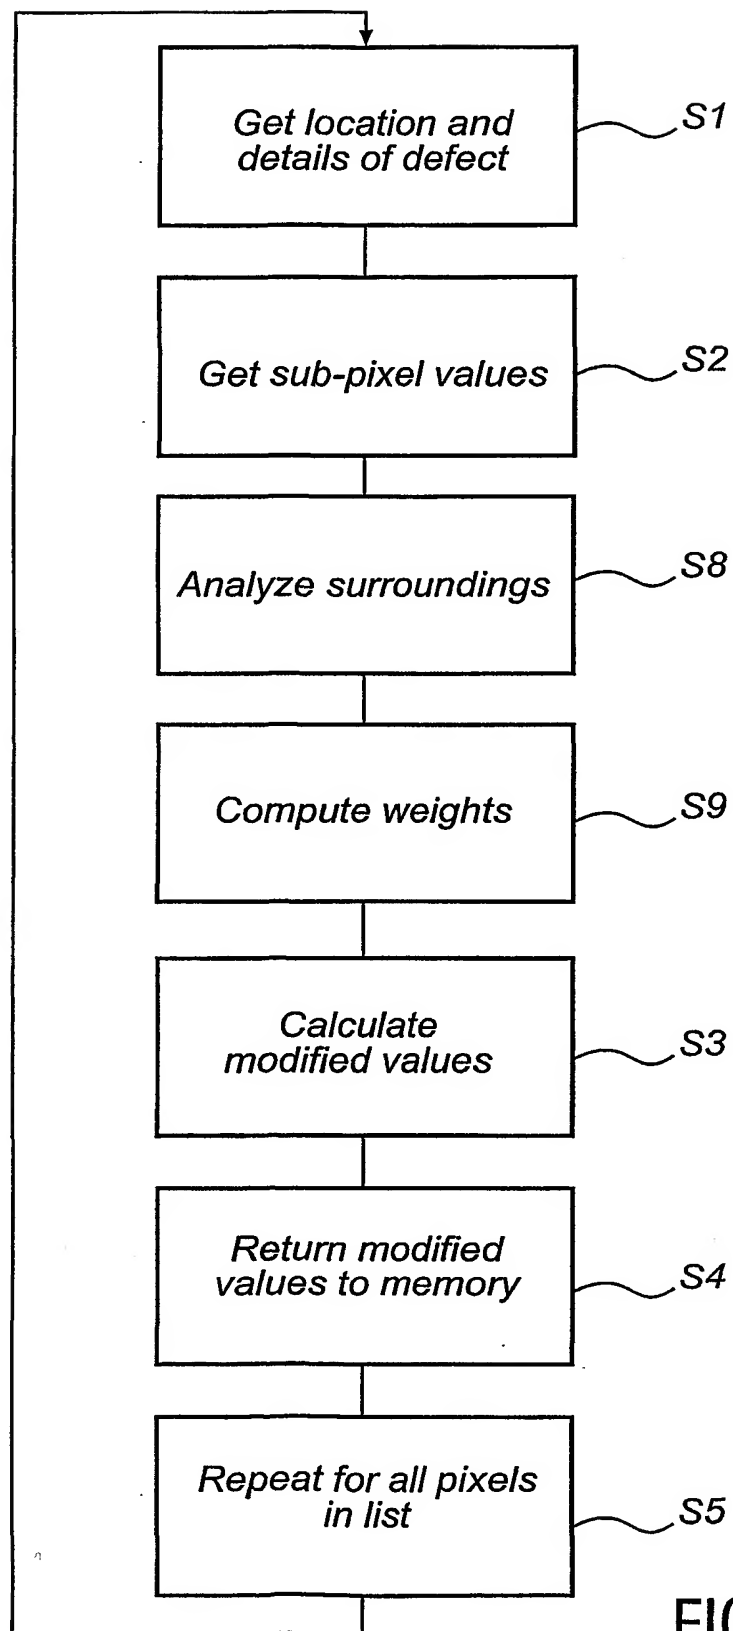 Get location and
details of defect
S1
Get sub-pixel values
S2
Analyze surroundings
S8
Compute weights
S9
Calculate
modified values
S3
Return modified
values to memory
S4
Repeat for all pixels
in list
S5